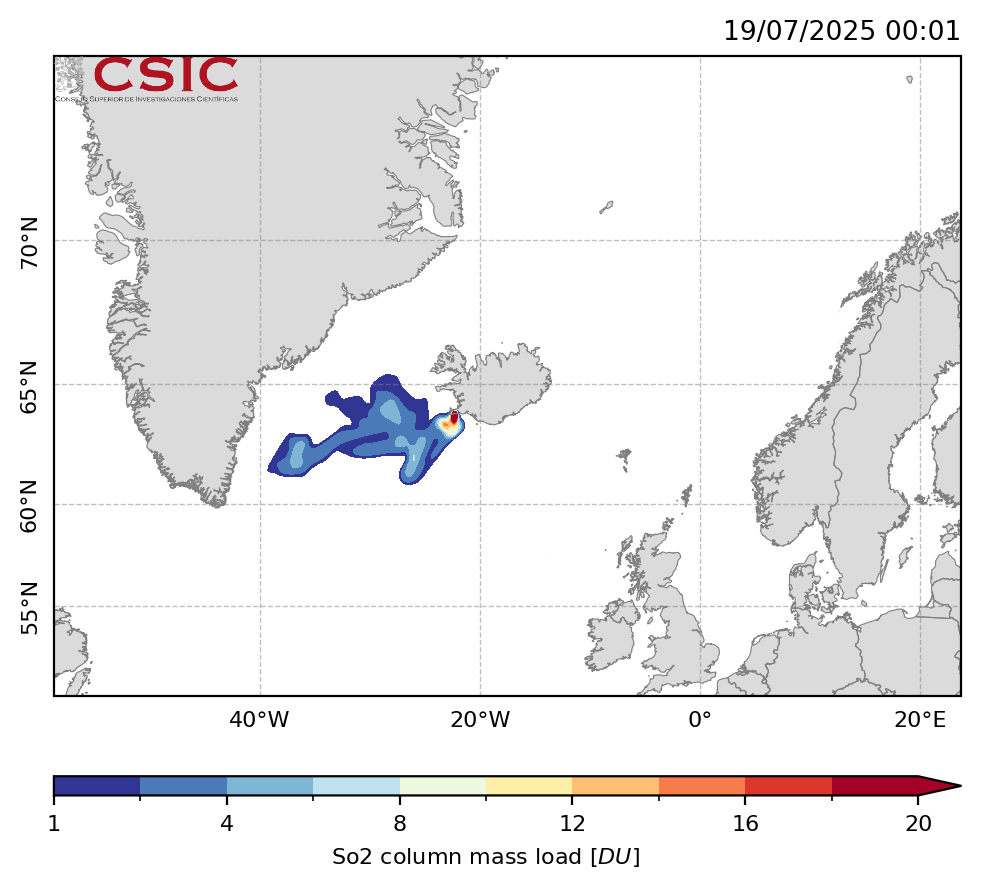 19/07/2025 00:01
CSIC
CONSEJO SUPERIOR DE INVESTIGACIONES CIENTÍFICAS
70°N
65°N
60°N
55°N
40°W 20°W 0° 20°E
1 4 8 12 16 20
So2 column mass load [DU]